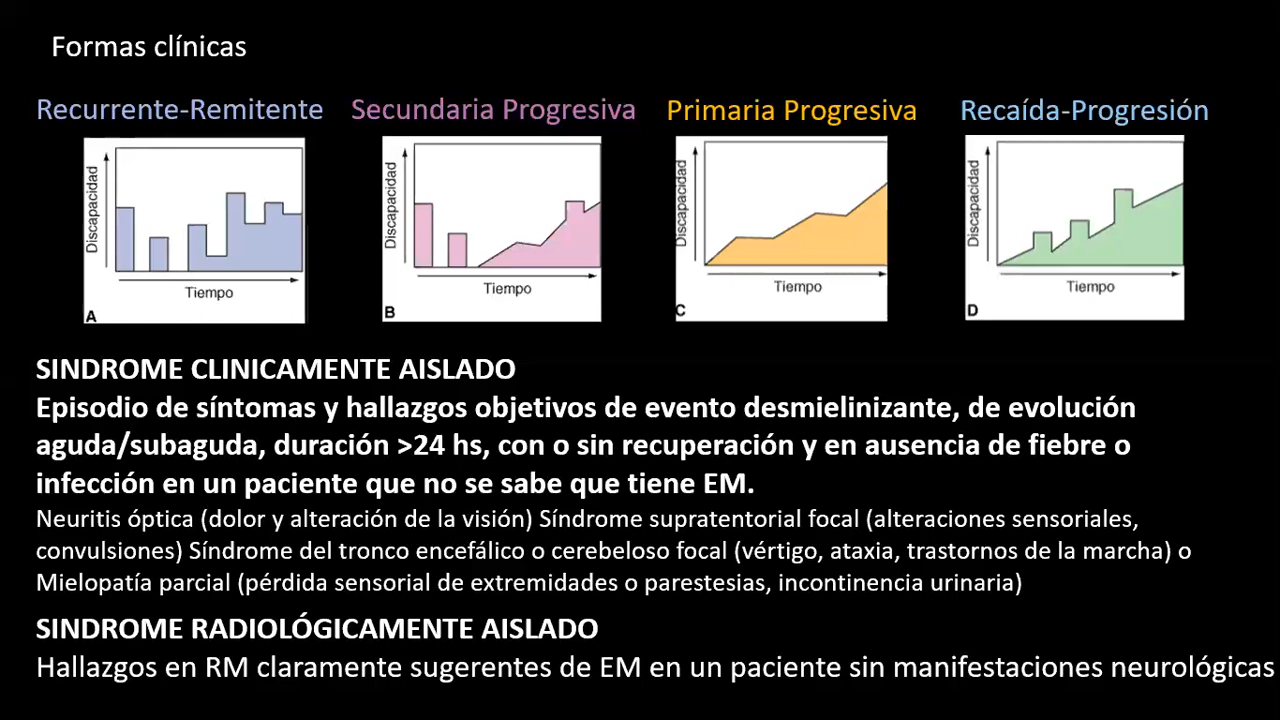 Formas clínicas
Recurrente-Remitente
Secundaria Progresiva
Primaria Progresiva
Recaída-Progresión
Discapacidad
Tiempo
A
Discapacidad
Tiempo
B
Discapacidad
Tiempo
C
Discapacidad
Tiempo
D
SINDROME CLINICAMENTE AISLADO
Episodio de síntomas y hallazgos objetivos de evento desmielinizante, de evolución
aguda/subaguda, duración >24 hs, con o sin recuperación y en ausencia de fiebre o
infección en un paciente que no se sabe que tiene EM.
Neuritis óptica (dolor y alteración de la visión) Síndrome supratentorial focal (alteraciones sensoriales,
convulsiones) Síndrome del tronco encefálico o cerebeloso focal (vértigo, ataxia, trastornos de la marcha) o
Mielopatía parcial (pérdida sensorial de extremidades o parestesias, incontinencia urinaria)
SINDROME RADIOLÓGICAMENTE AISLADO
Hallazgos en RM claramente sugerentes de EM en un paciente sin manifestaciones neurológicas